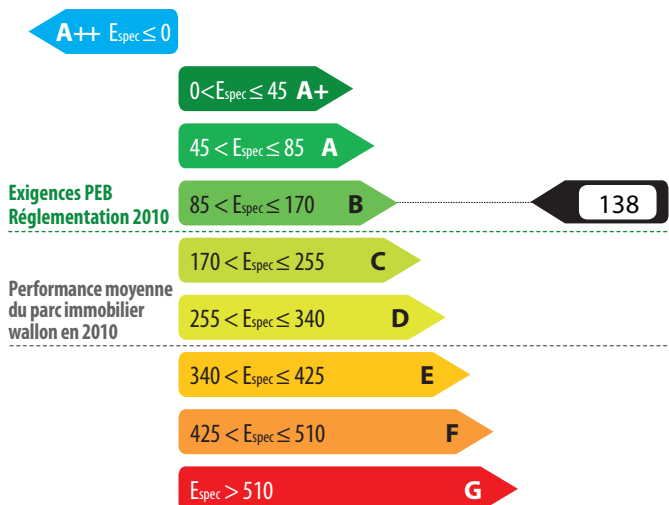 A++ Espec ≤ 0
0<Espec ≤ 45 A+
45 < Espec ≤ 85 A
Exigences PEB
Réglementation 2010
85 < Espec ≤ 170 B
138
170 < Espec ≤ 255 C
Performance moyenne
du parc immobilier
wallon en 2010
255 < Espec ≤ 340 D
340 < Espec ≤ 425 E
425 < Espec ≤ 510 F
Espec > 510 G